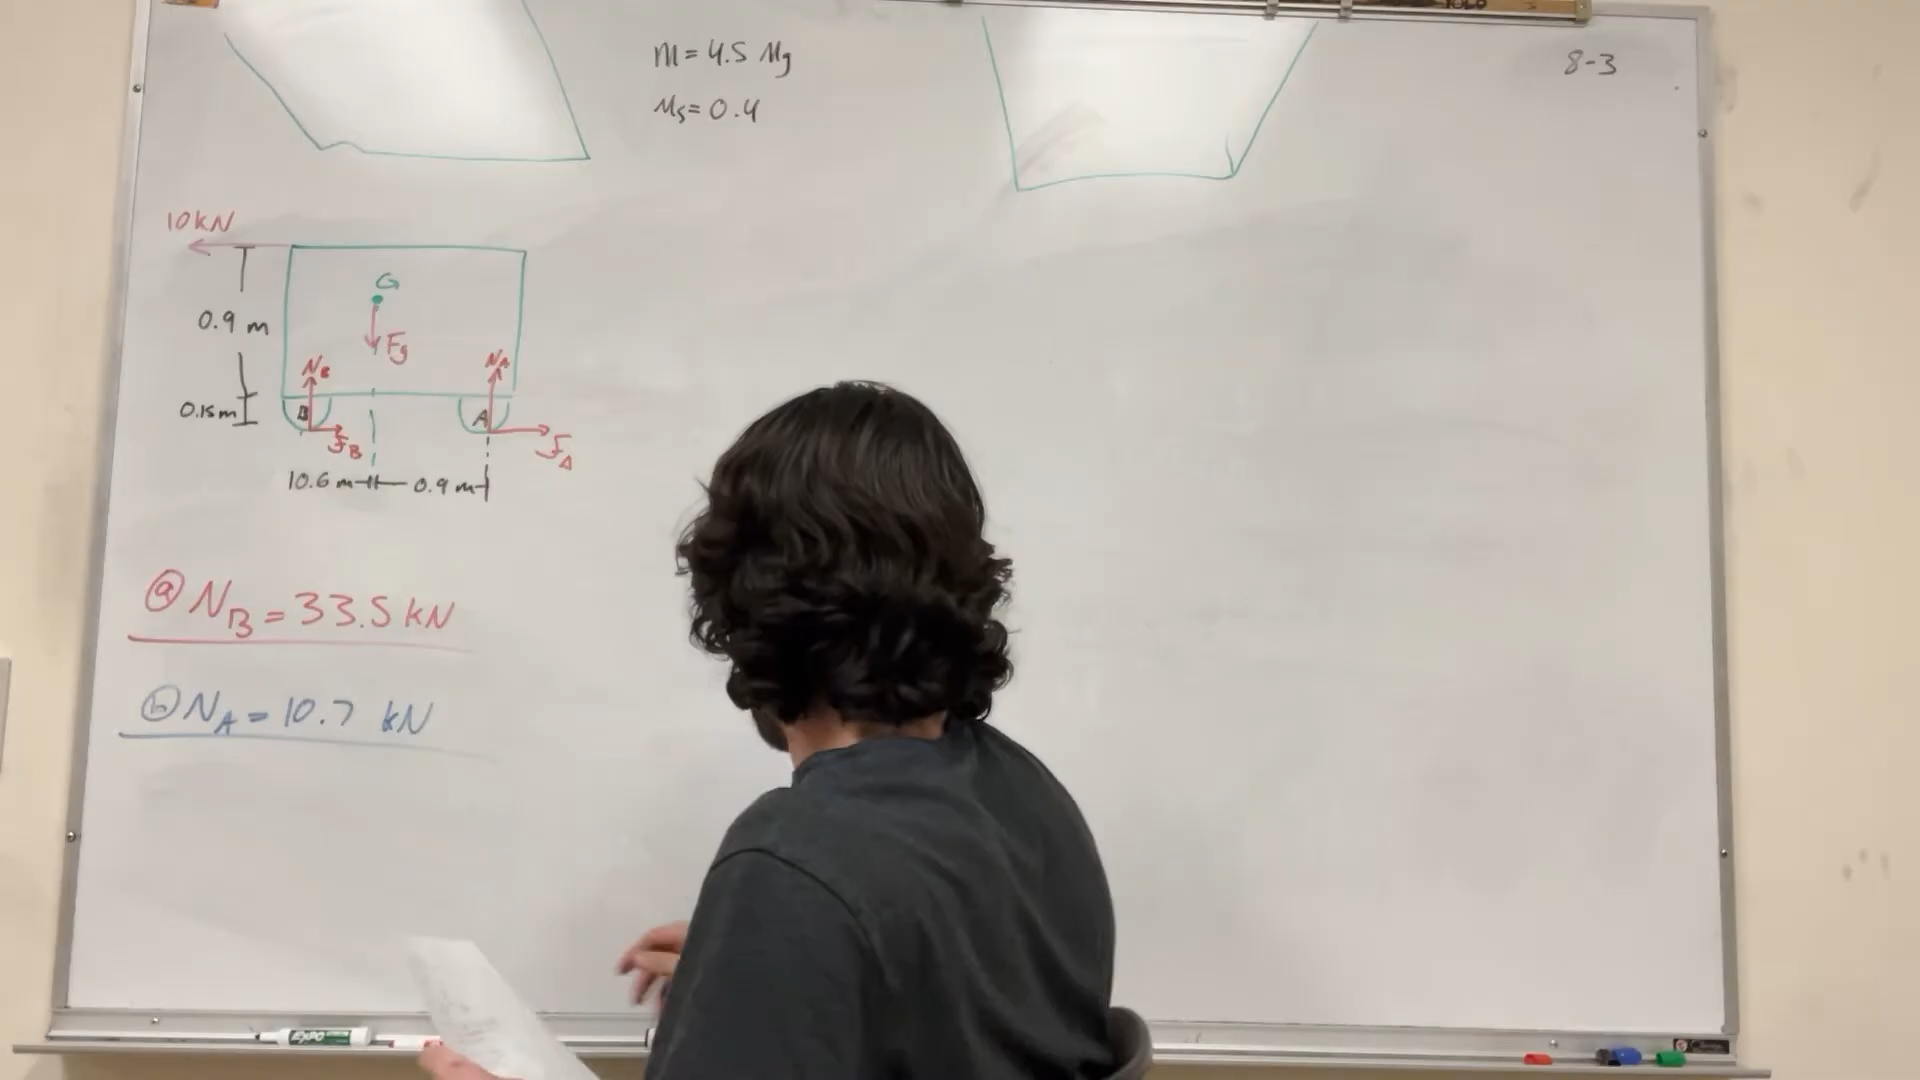 m = 4.5 Mg
μs = 0.4
8-3
10 kN
G
0.9 m
Fg
NB
NA
0.15m
B
A
FB
FA
10.6 m
0.9 m
ⓐ NB = 33.5 kN
ⓑ NA = 10.7 kN
EXPO